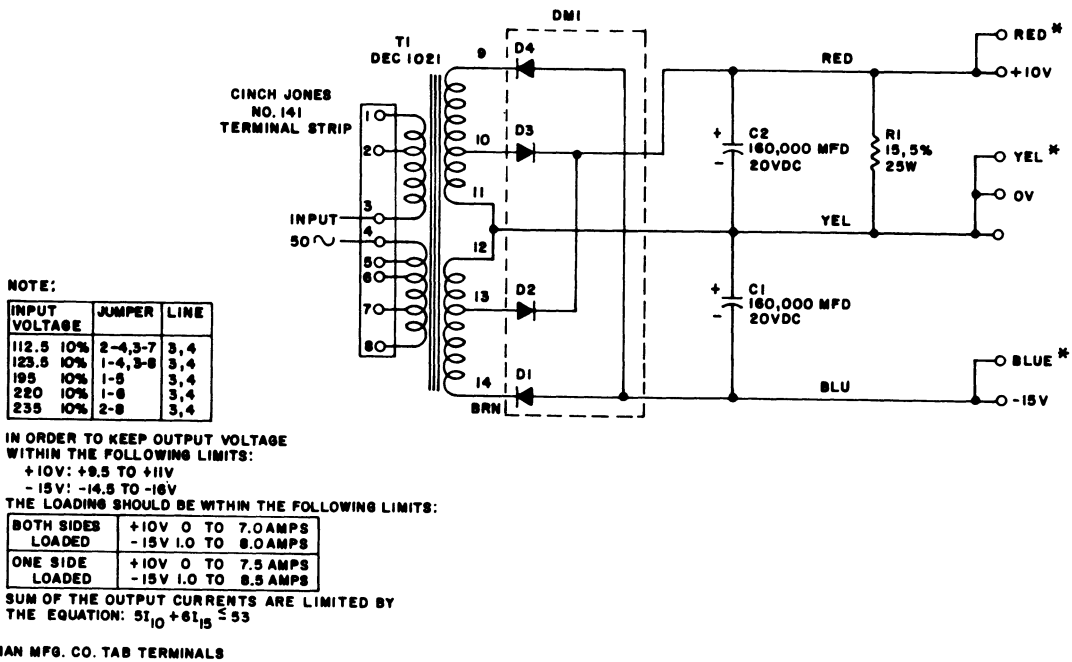 DM1
T1
DEC 1021
9
D4
RED
RED *
+10V
CINCH JONES
NO. 141
TERMINAL STRIP
1
2
3
INPUT
4
50~
5
6
7
8
10
D3
11
12
13
D2
14
D1
BRN
+
-
C2
160,000 MFD
20VDC
R1
15, 5%
25W
YEL *
0V
YEL
+
-
C1
160,000 MFD
20VDC
BLU
BLUE *
-15V
NOTE:
INPUT VOLTAGE JUMPER LINE
112.5 10% 2-4,3-7 3,4
123.5 10% 1-4,3-8 3,4
195 10% 1-5 3,4
220 10% 1-6 3,4
235 10% 2-8 3,4
IN ORDER TO KEEP OUTPUT VOLTAGE
WITHIN THE FOLLOWING LIMITS:
+10V: +9.5 TO +11V
-15V: -14.5 TO -16V
THE LOADING SHOULD BE WITHIN THE FOLLOWING LIMITS:
BOTH SIDES +10V 0 TO 7.0 AMPS
LOADED -15V 1.0 TO 8.0 AMPS
ONE SIDE +10V 0 TO 7.5 AMPS
LOADED -15V 1.0 TO 8.5 AMPS
SUM OF THE OUTPUT CURRENTS ARE LIMITED BY
THE EQUATION: 5I10 + 6I15 ≤ 53
MFG. CO. TAB TERMINALS